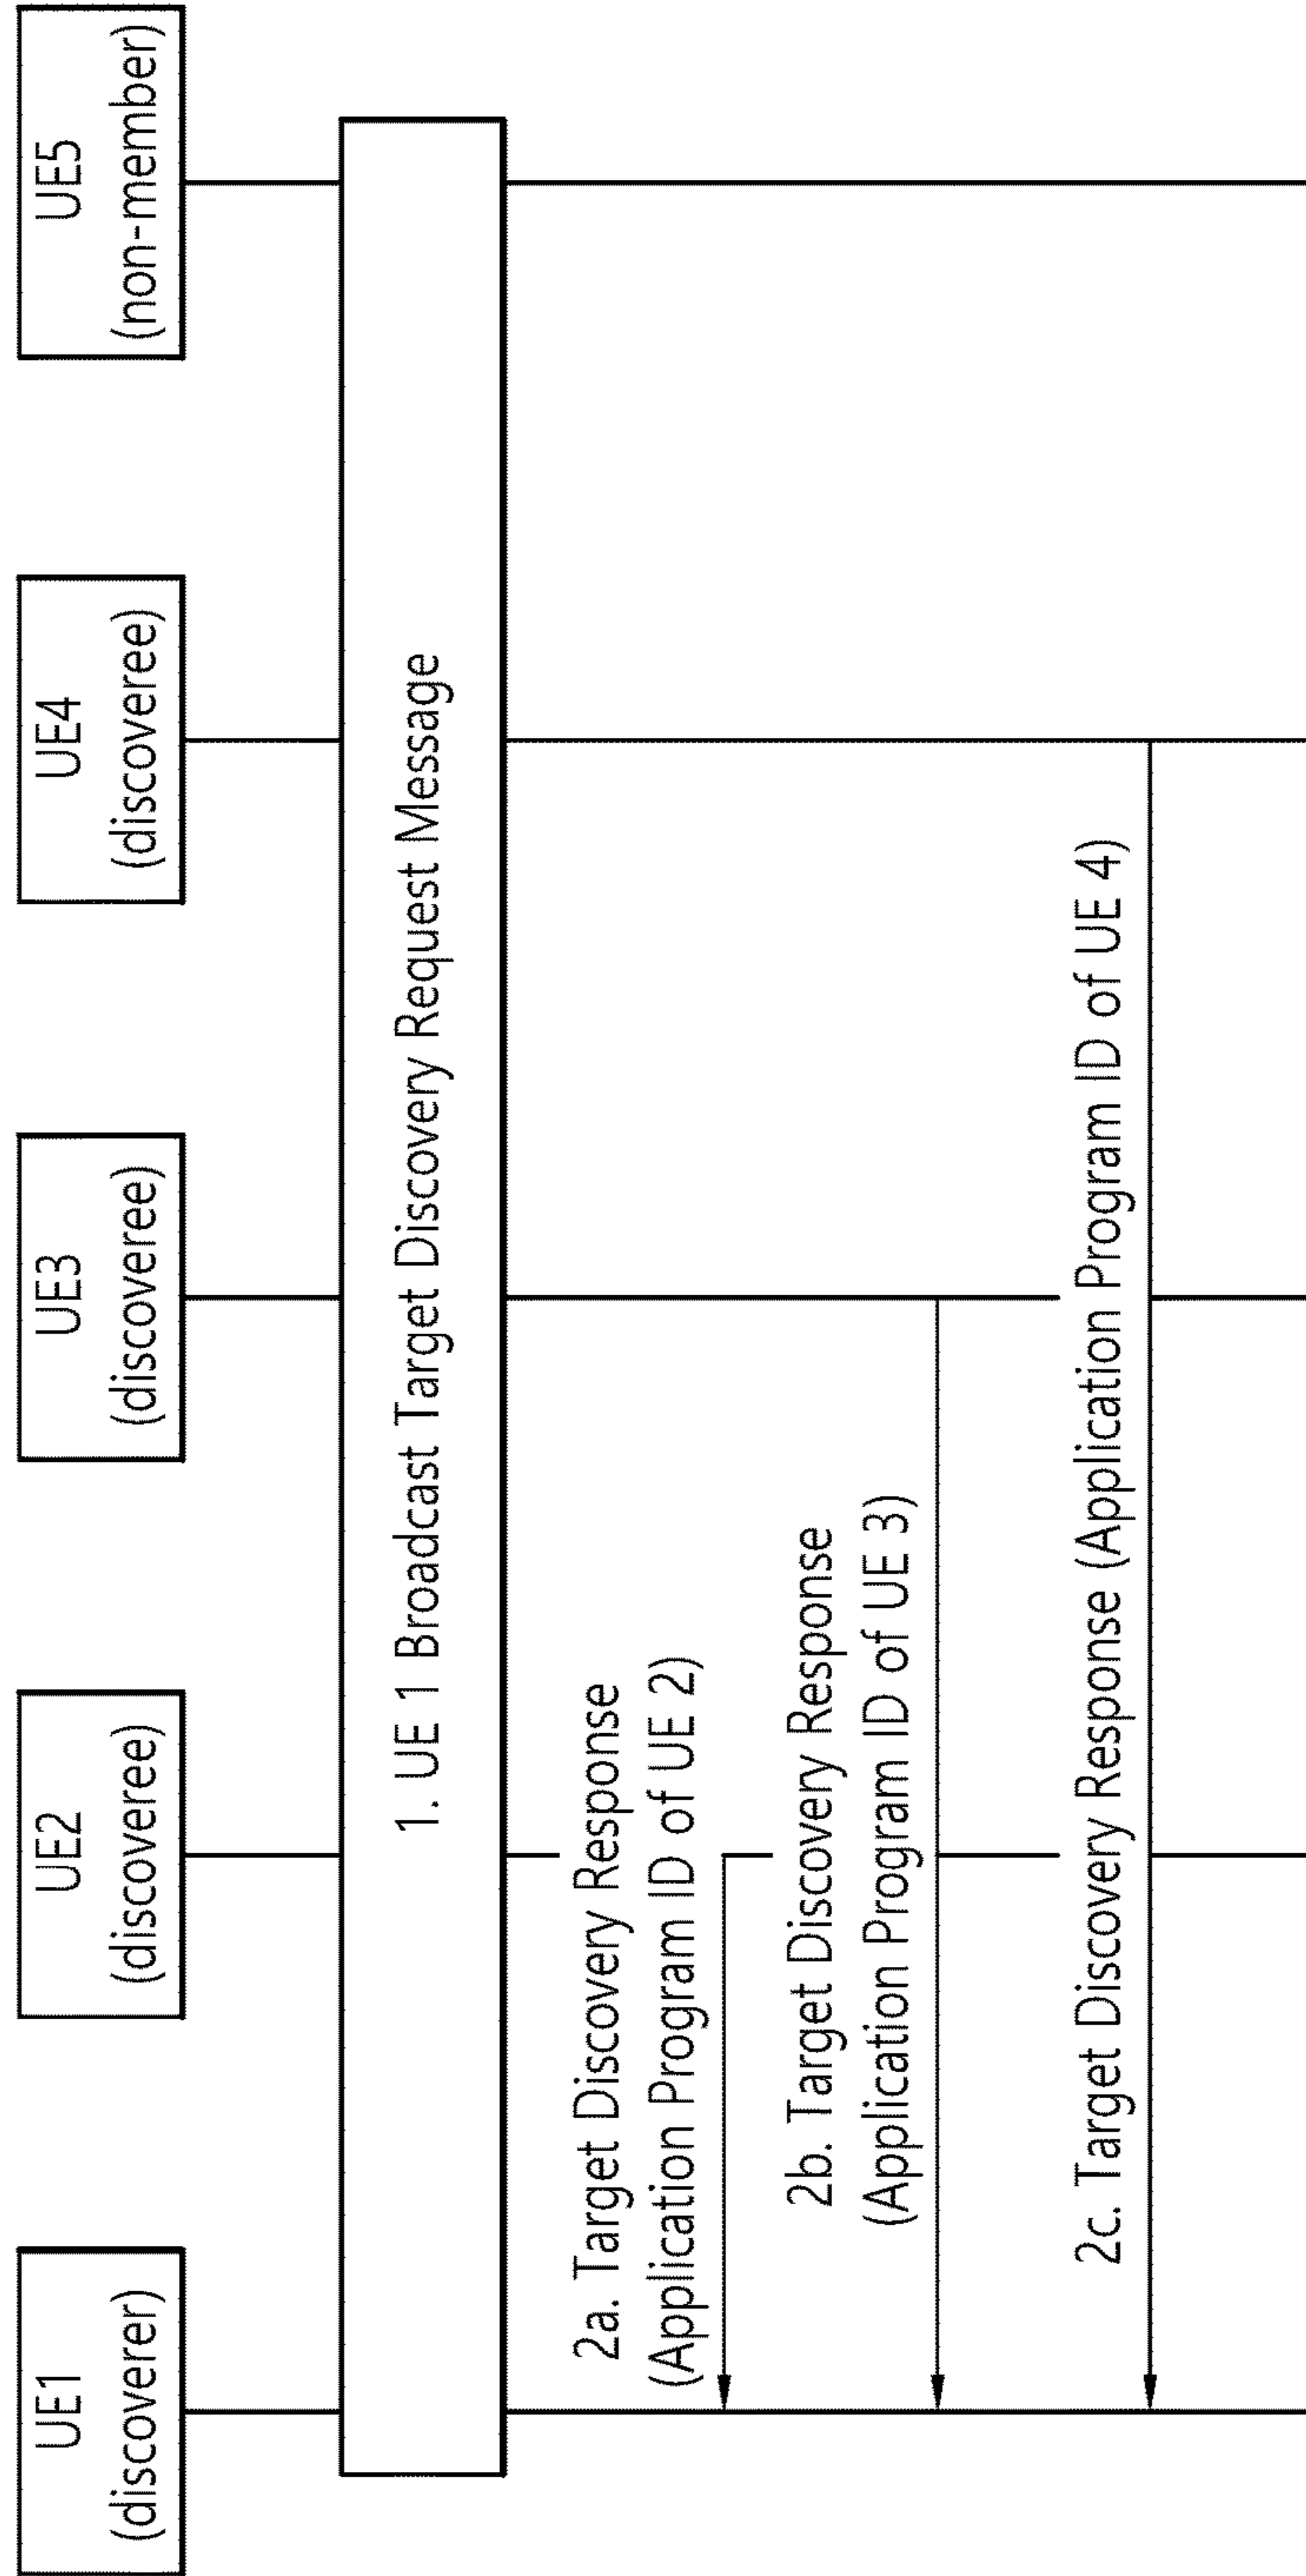 UE1
(discoverer)
UE2
(discoveree)
UE3
(discoveree)
UE4
(discoveree)
UE5
(non-member)
1. UE 1 Broadcast Target Discovery Request Message
2a. Target Discovery Response
(Application Program ID of UE 2)
2b. Target Discovery Response
(Application Program ID of UE 3)
2c. Target Discovery Response (Application Program ID of UE 4)